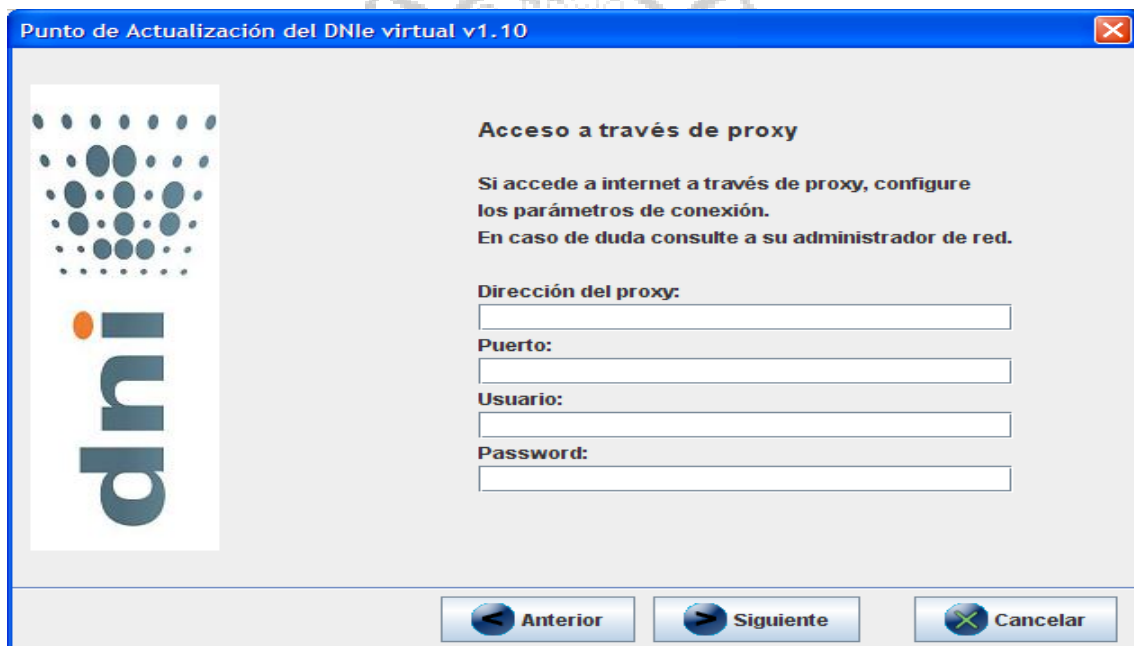 Punto de Actualización del DNIe virtual v1.10
dni
Acceso a través de proxy
Si accede a internet a través de proxy, configure
los parámetros de conexión.
En caso de duda consulte a su administrador de red.
Dirección del proxy:
Puerto:
Usuario:
Password:
Anterior
Siguiente
Cancelar